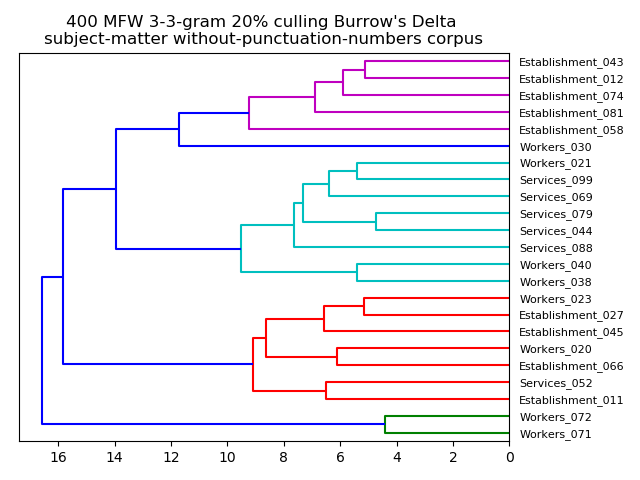 400 MFW 3-3-gram 20% culling Burrow's Delta
subject-matter without-punctuation-numbers corpus
Establishment_043
Establishment_012
Establishment_074
Establishment_081
Establishment_058
Workers_030
Workers_021
Services_099
Services_069
Services_079
Services_044
Services_088
Workers_040
Workers_038
Workers_023
Establishment_027
Establishment_045
Workers_020
Establishment_066
Services_052
Establishment_011
Workers_072
Workers_071
16 14 12 10 8 6 4 2 0